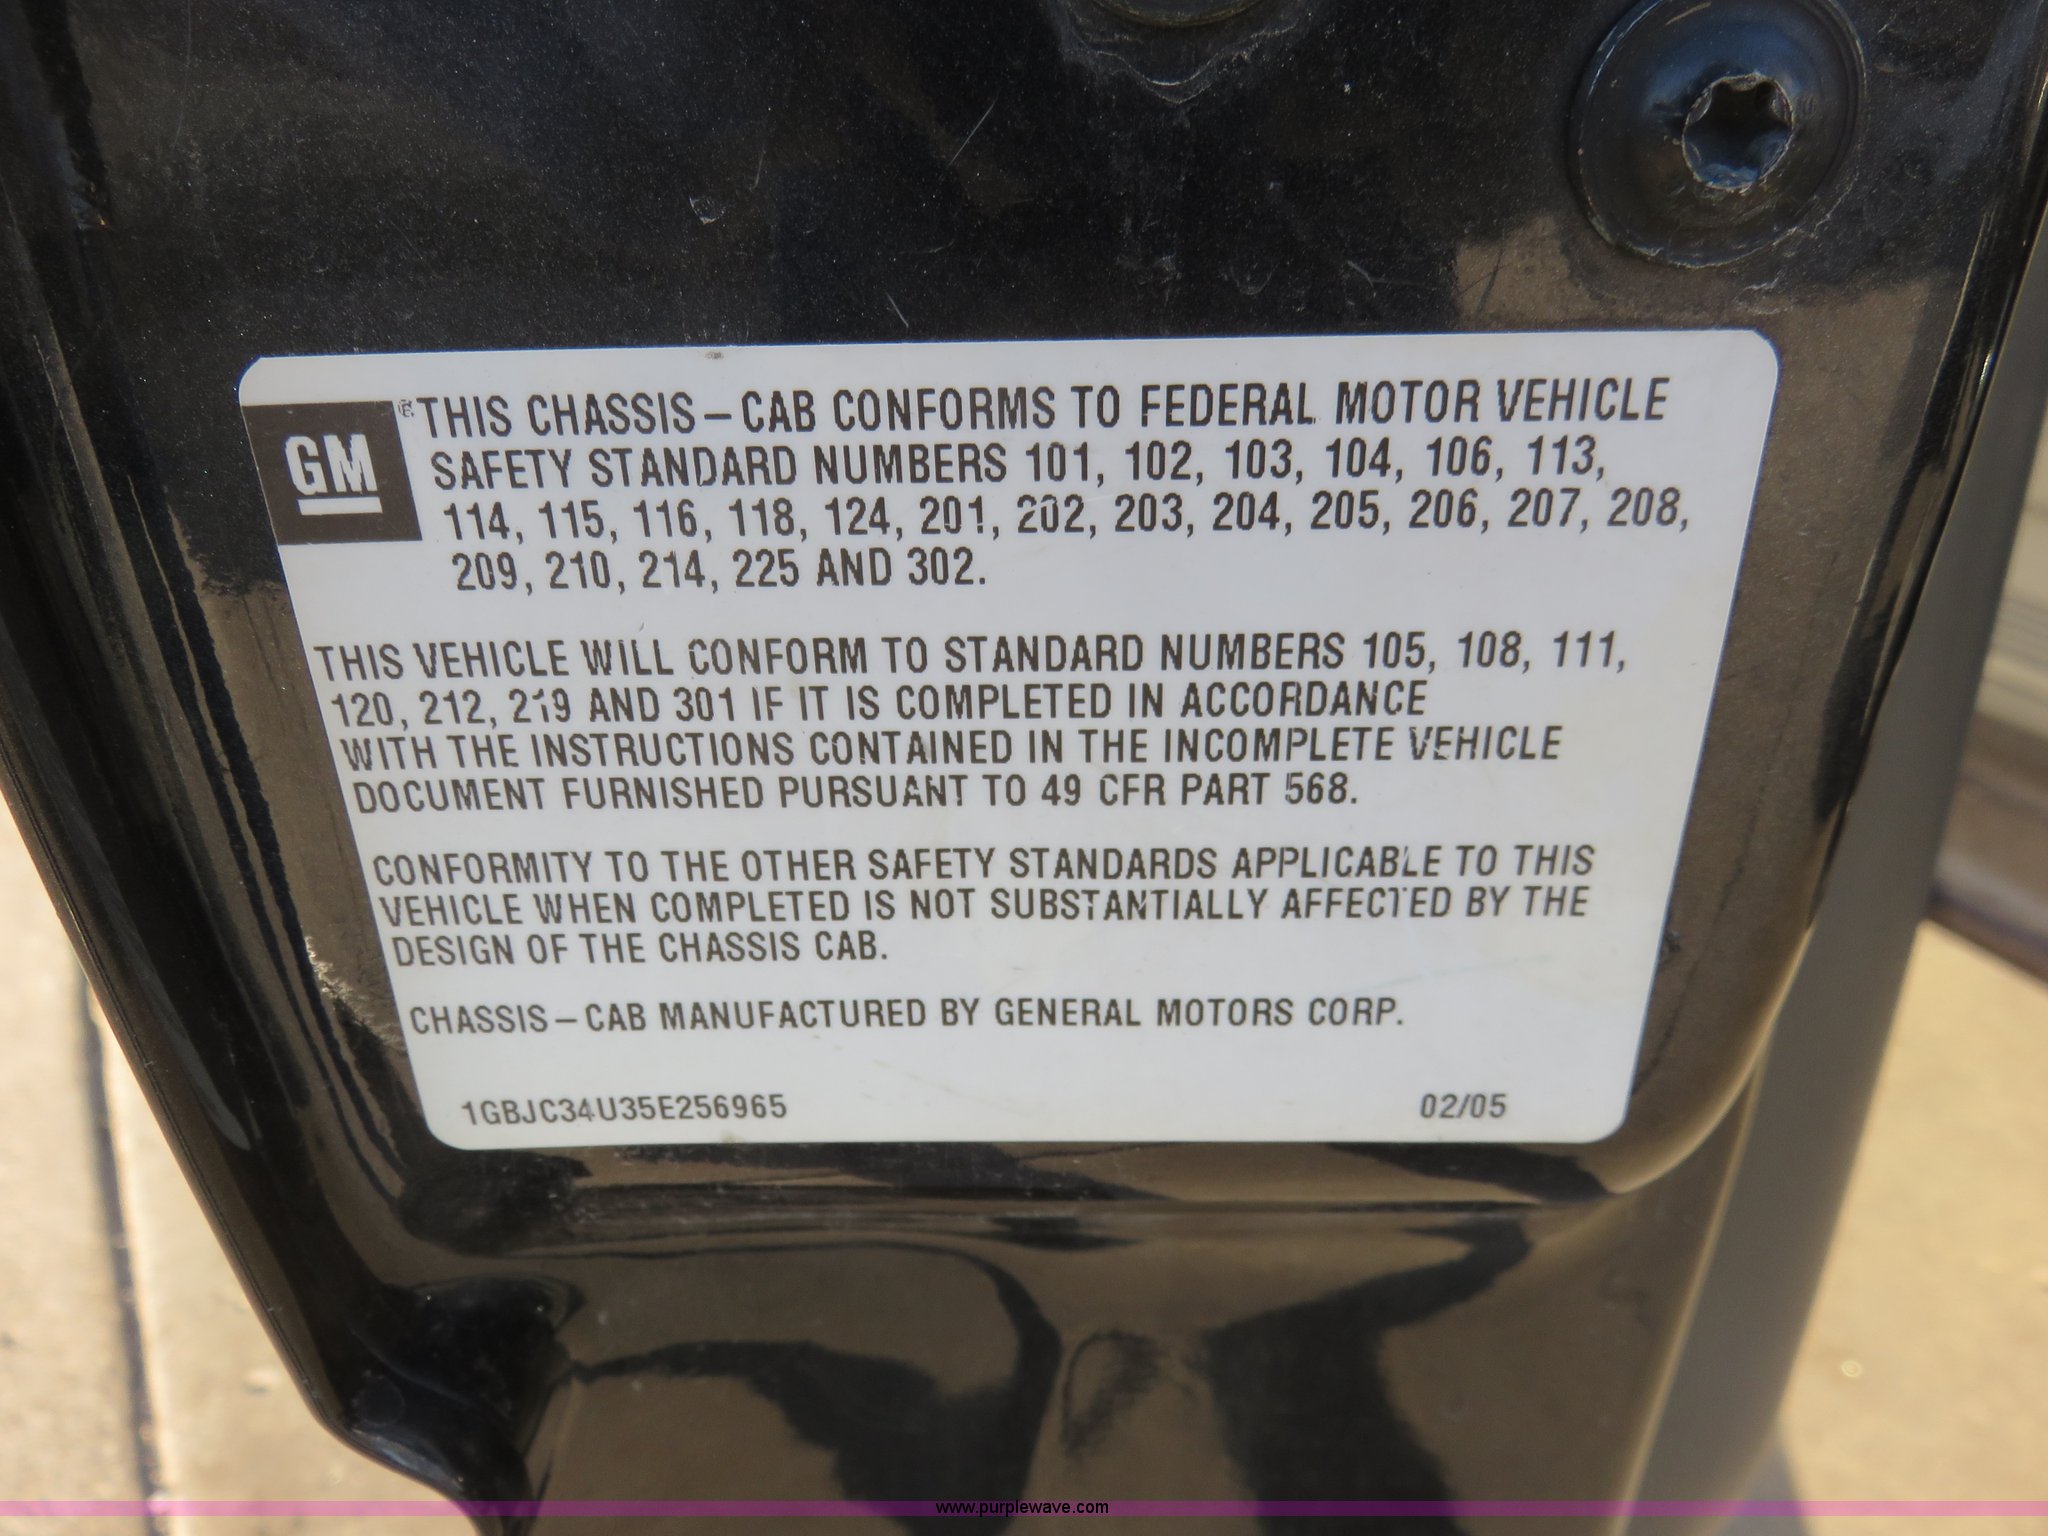 GM
® THIS CHASSIS – CAB CONFORMS TO FEDERAL MOTOR VEHICLE
SAFETY STANDARD NUMBERS 101, 102, 103, 104, 106, 113,
114, 115, 116, 118, 124, 201, 202, 203, 204, 205, 206, 207, 208,
209, 210, 214, 225 AND 302.
THIS VEHICLE WILL CONFORM TO STANDARD NUMBERS 105, 108, 111,
120, 212, 219 AND 301 IF IT IS COMPLETED IN ACCORDANCE
WITH THE INSTRUCTIONS CONTAINED IN THE INCOMPLETE VEHICLE
DOCUMENT FURNISHED PURSUANT TO 49 CFR PART 568.
CONFORMITY TO THE OTHER SAFETY STANDARDS APPLICABLE TO THIS
VEHICLE WHEN COMPLETED IS NOT SUBSTANTIALLY AFFECTED BY THE
DESIGN OF THE CHASSIS CAB.
CHASSIS – CAB MANUFACTURED BY GENERAL MOTORS CORP.
1GBJC34U35E256965 02/05
www.purplewave.com